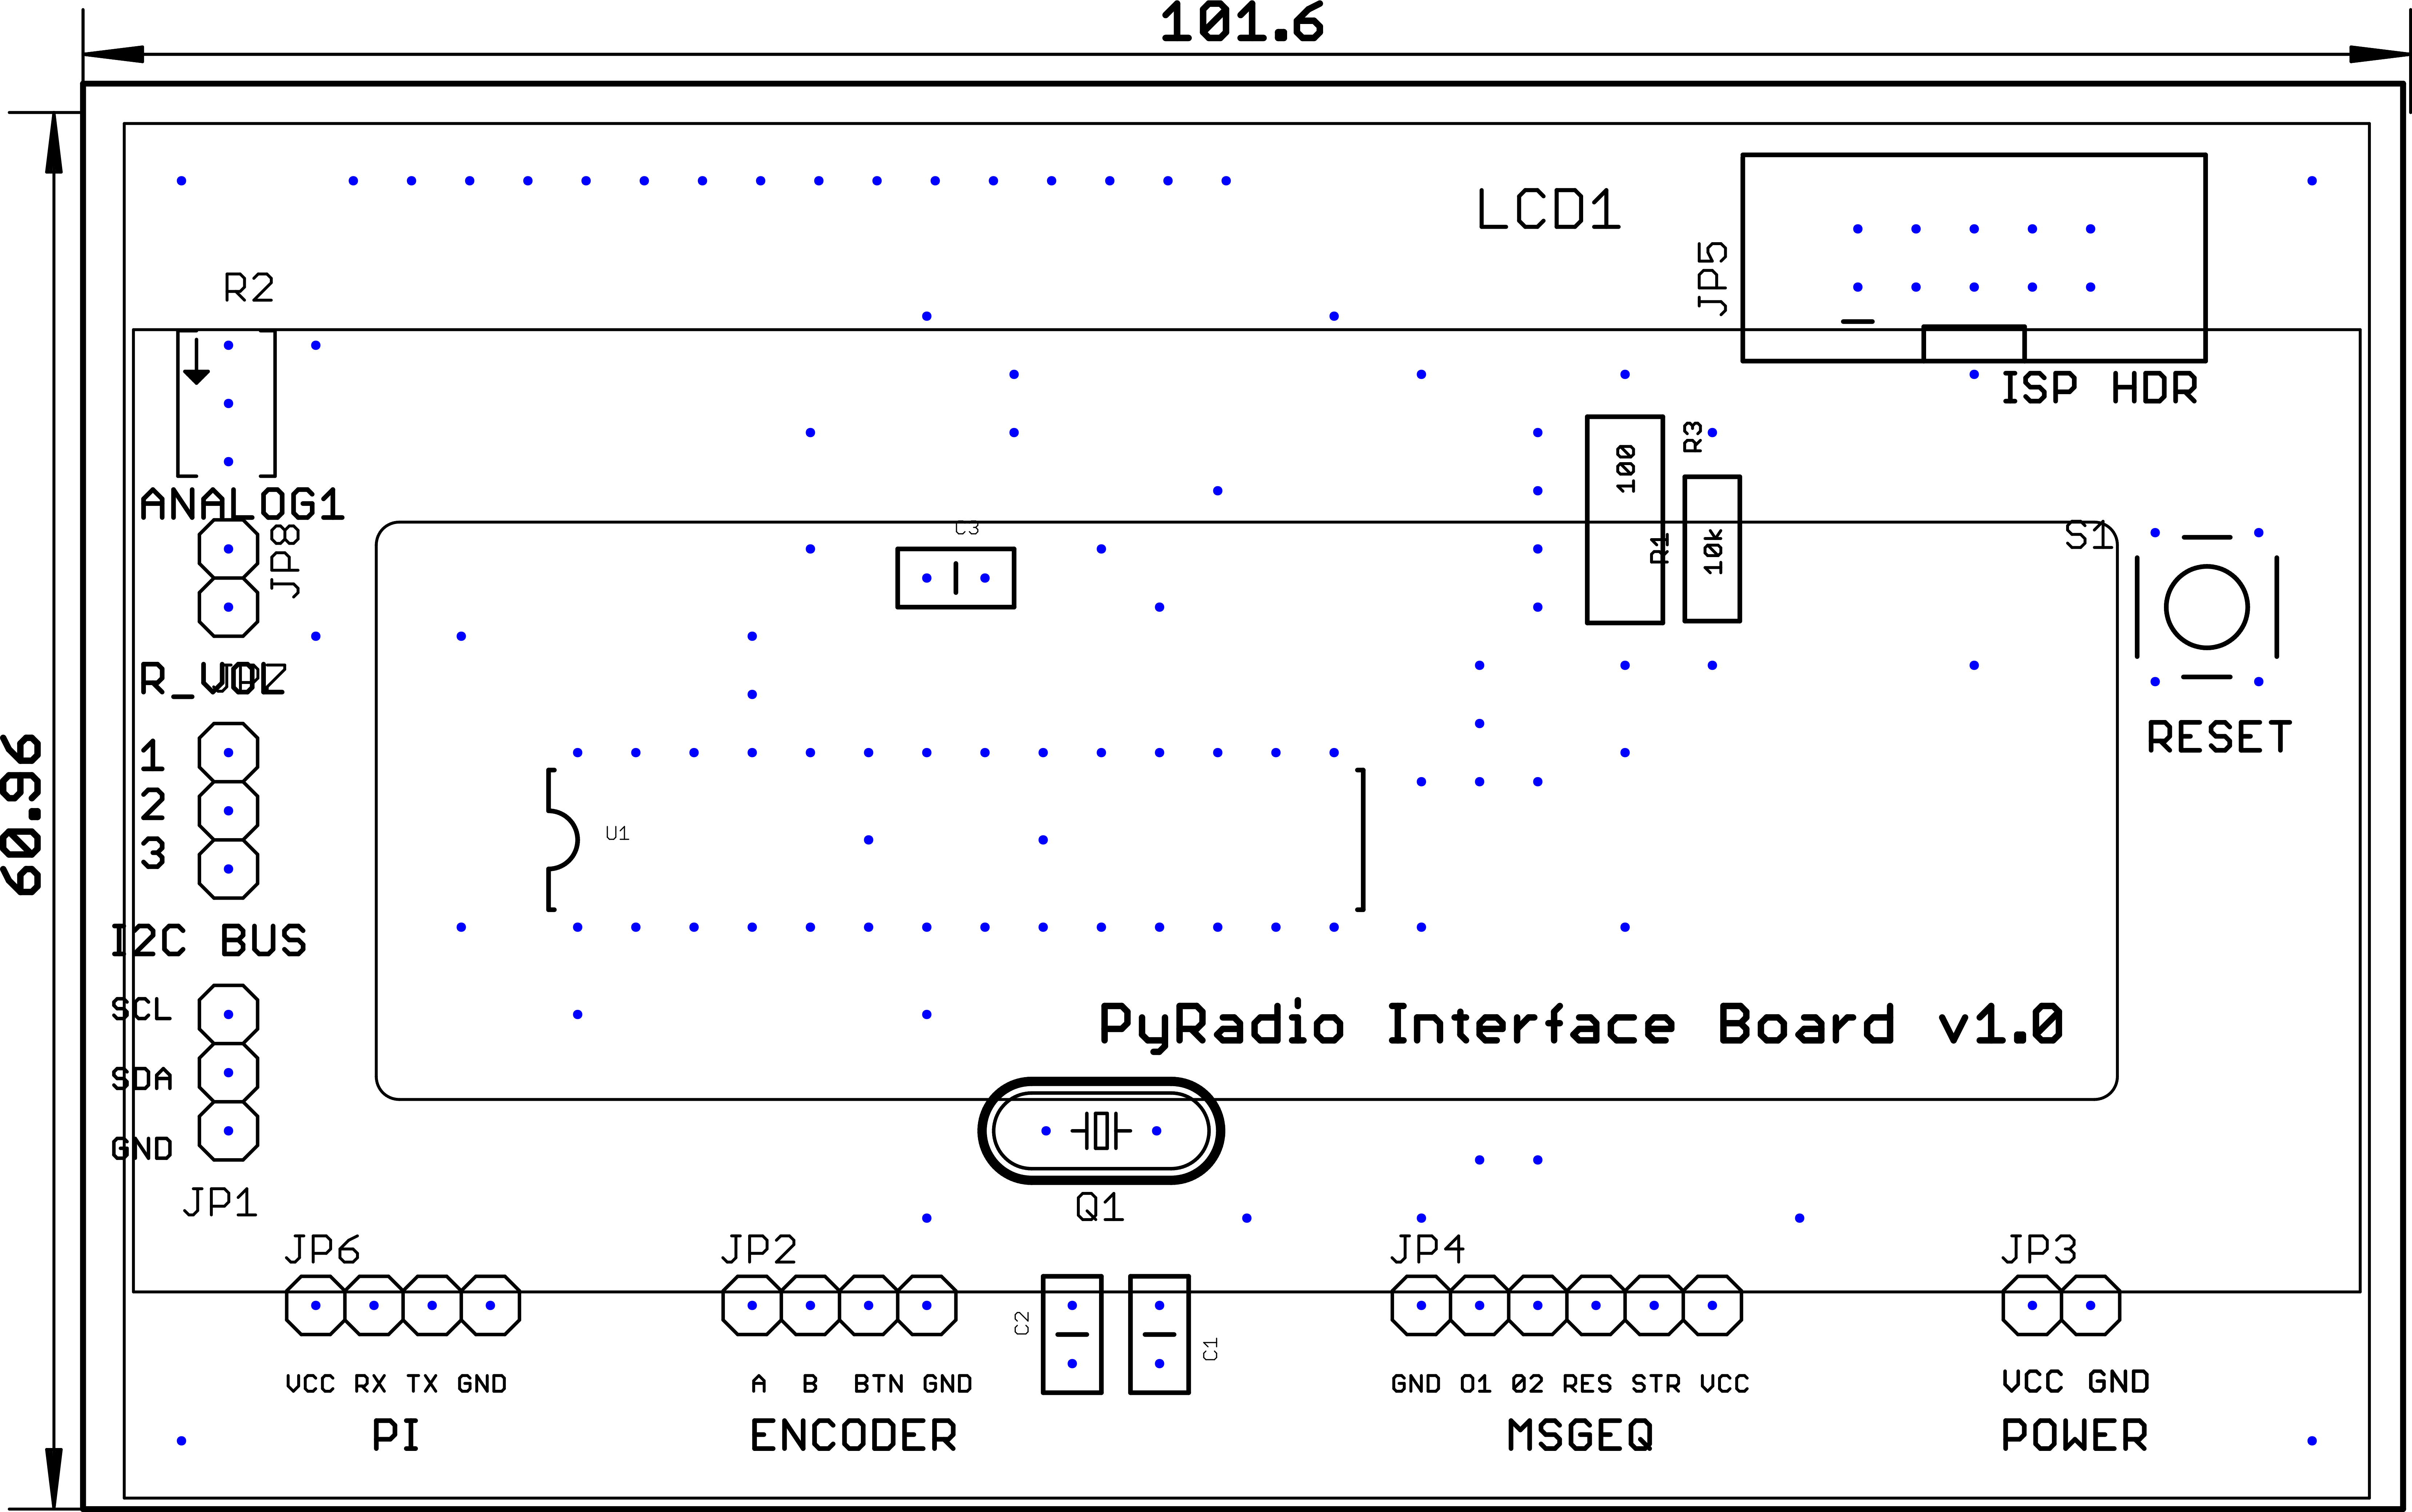 101.6
60.96
LCD1
JP5
R2
ISP HDR
R3
100
ANALOG1
C3
R1
10k
S1
JP8
R_VOL
JP7
RESET
1
2
3
U1
I2C BUS
SCL
PyRadio Interface Board v1.0
SDA
GND
JP1
Q1
JP6
JP2
JP4
JP3
C2
C1
VCC RX TX GND
A B BTN GND
GND O1 02 RES STR VCC
VCC GND
PI
ENCODER
MSGEQ
POWER